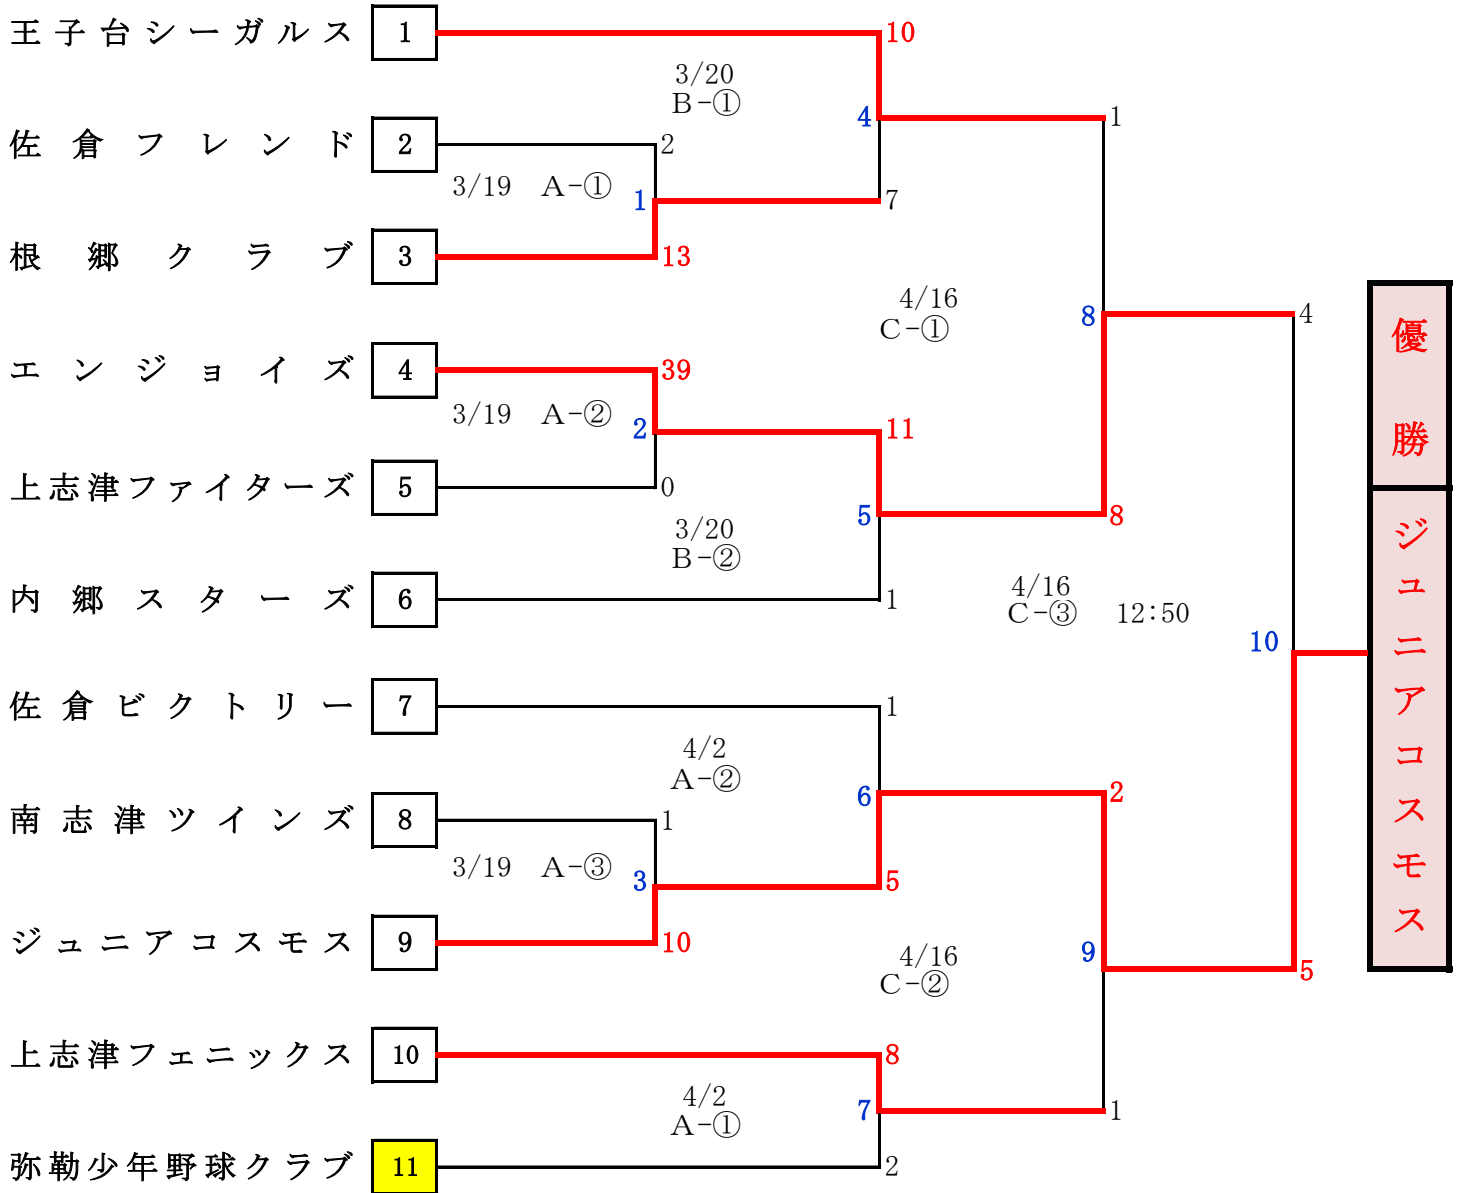 王子台シーガルス 1 10
3/20
B-① 4 1
佐倉フレンド 2 2
3/19 A-① 1 7
根郷クラブ 3 13
4/16
C-① 8 4
エンジョイズ 4 39
3/19 A-② 2 11
上志津ファイターズ 5 0
3/20 5 8
B-②
内郷スターズ 6 1
4/16
C-③ 12:50 10
佐倉ビクトリー 7 1
4/2
A-② 6 2
南志津ツインズ 8 1
3/19 A-③ 3 5
ジュニアコスモス 9 10
4/16 9 5
C-②
上志津フェニックス 10 8
4/2 7 1
A-①
弥勒少年野球クラブ 11 2
優勝
ジュニアコスモス